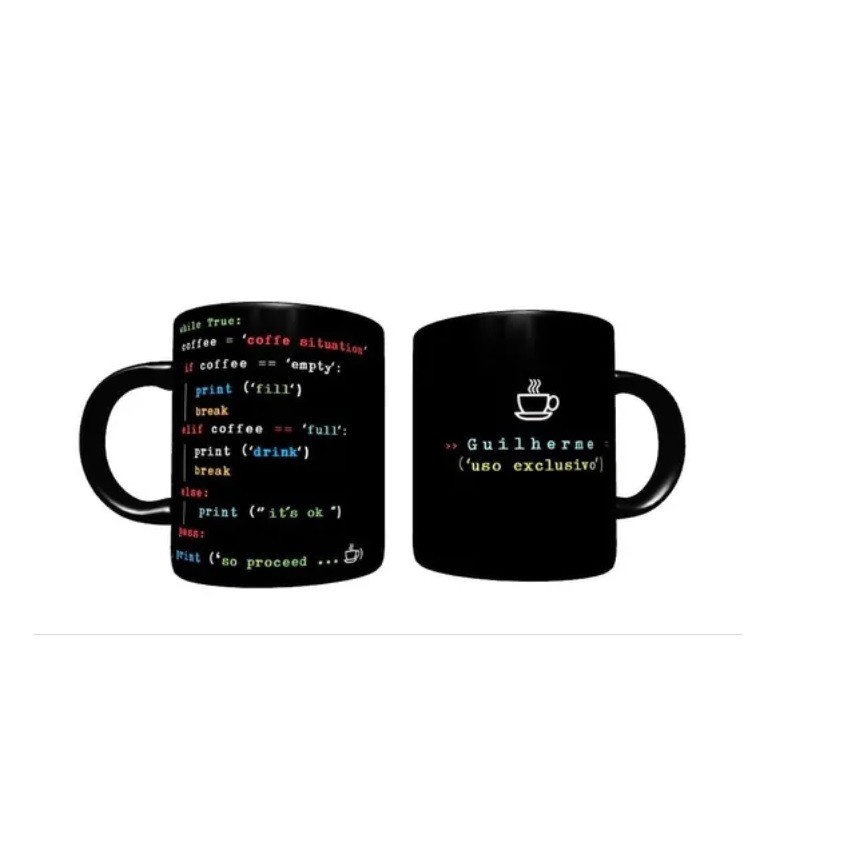 while True:
coffee = 'coffe situation'
if coffee == 'empty':
print ('fill')
break
elif coffee == 'full':
print ('drink')
break
else:
print ("it's ok ")
pass:
print ('so proceed ... )
>> Guilherme =
('uso exclusivo')